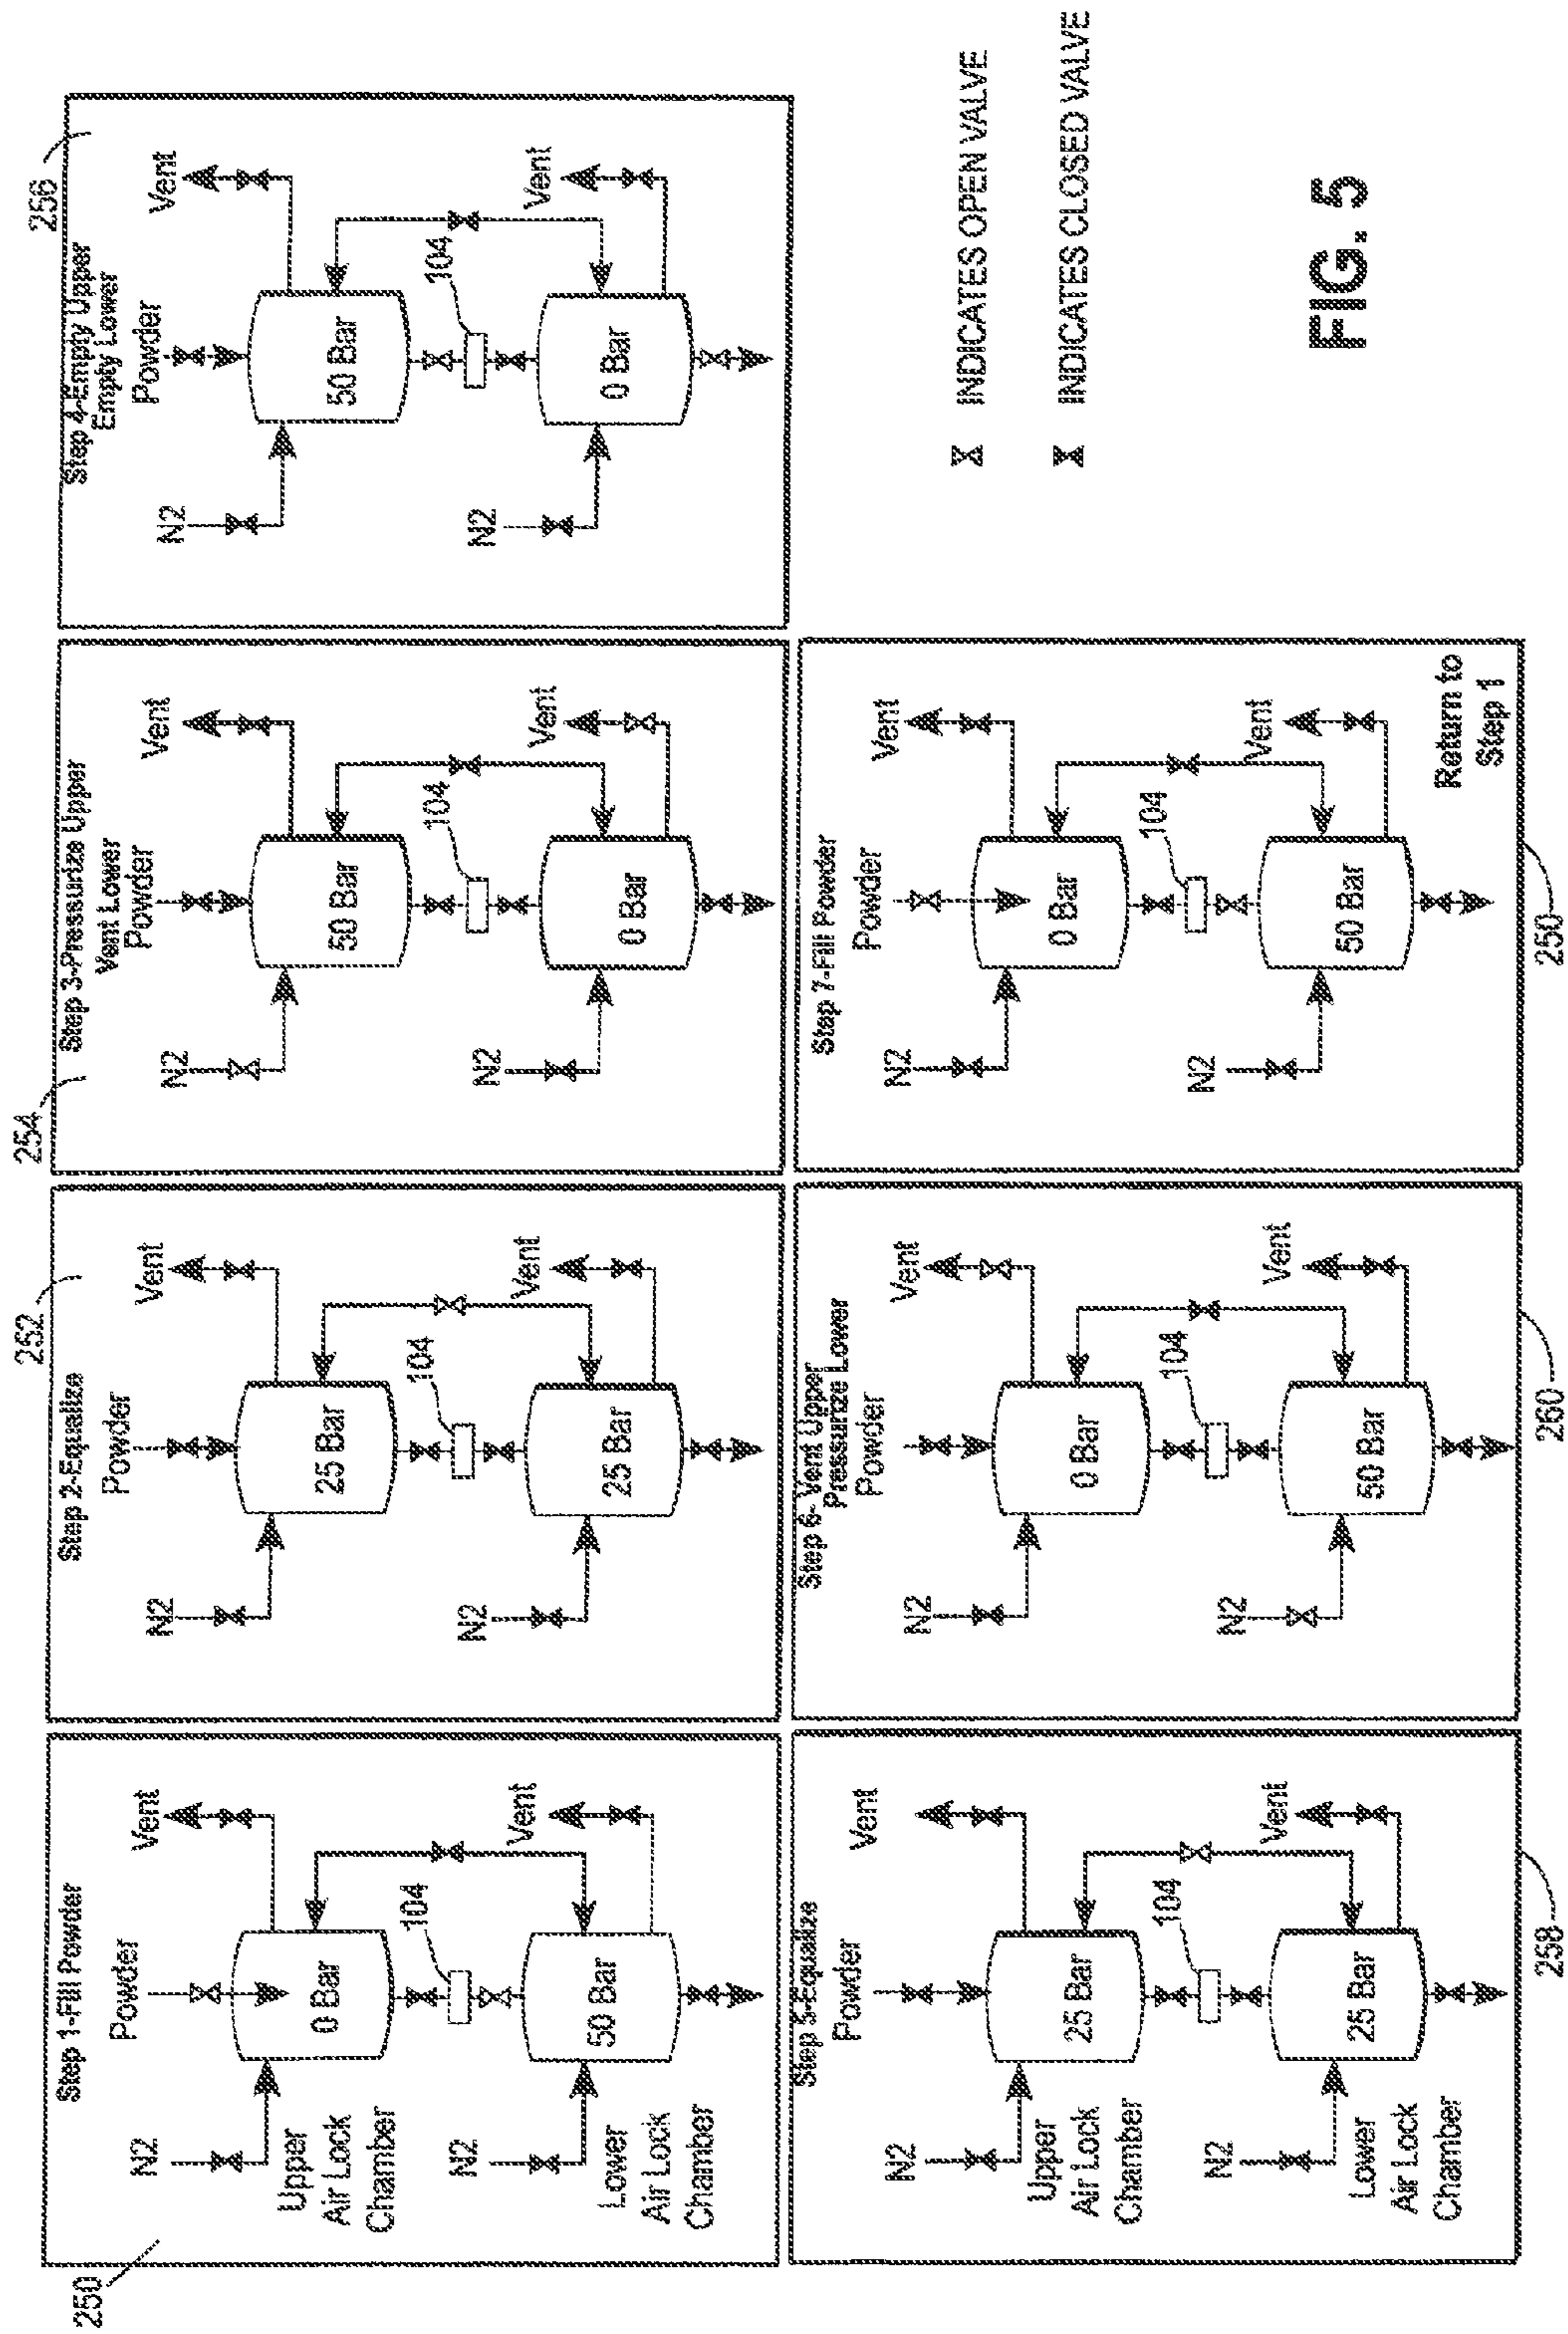 250
Step 1-Fill Powder
Powder
N2
Vent
0 Bar
Upper
Air Lock
Chamber
104
N2
Vent
50 Bar
Lower
Air Lock
Chamber
252
Step 2-Equalize
Powder
N2
Vent
25 Bar
104
N2
Vent
25 Bar
254
Step 3-Pressurize Upper
Vent Lower
Powder
N2
Vent
50 Bar
104
N2
Vent
0 Bar
256
Step 4-Empty Upper
Empty Lower
Powder
N2
Vent
50 Bar
104
N2
Vent
0 Bar
Step 5-Equalize
Powder
N2
Vent
25 Bar
Upper
Air Lock
Chamber
104
N2
Vent
25 Bar
Lower
Air Lock
Chamber
258
Step 6- Vent Upper
Pressurize Lower
Powder
N2
Vent
0 Bar
104
N2
Vent
50 Bar
260
Step 7-Fill Powder
Powder
N2
Vent
0 Bar
104
N2
Vent
50 Bar
Return to
Step 1
250
INDICATES OPEN VALVE
INDICATES CLOSED VALVE
FIG. 5